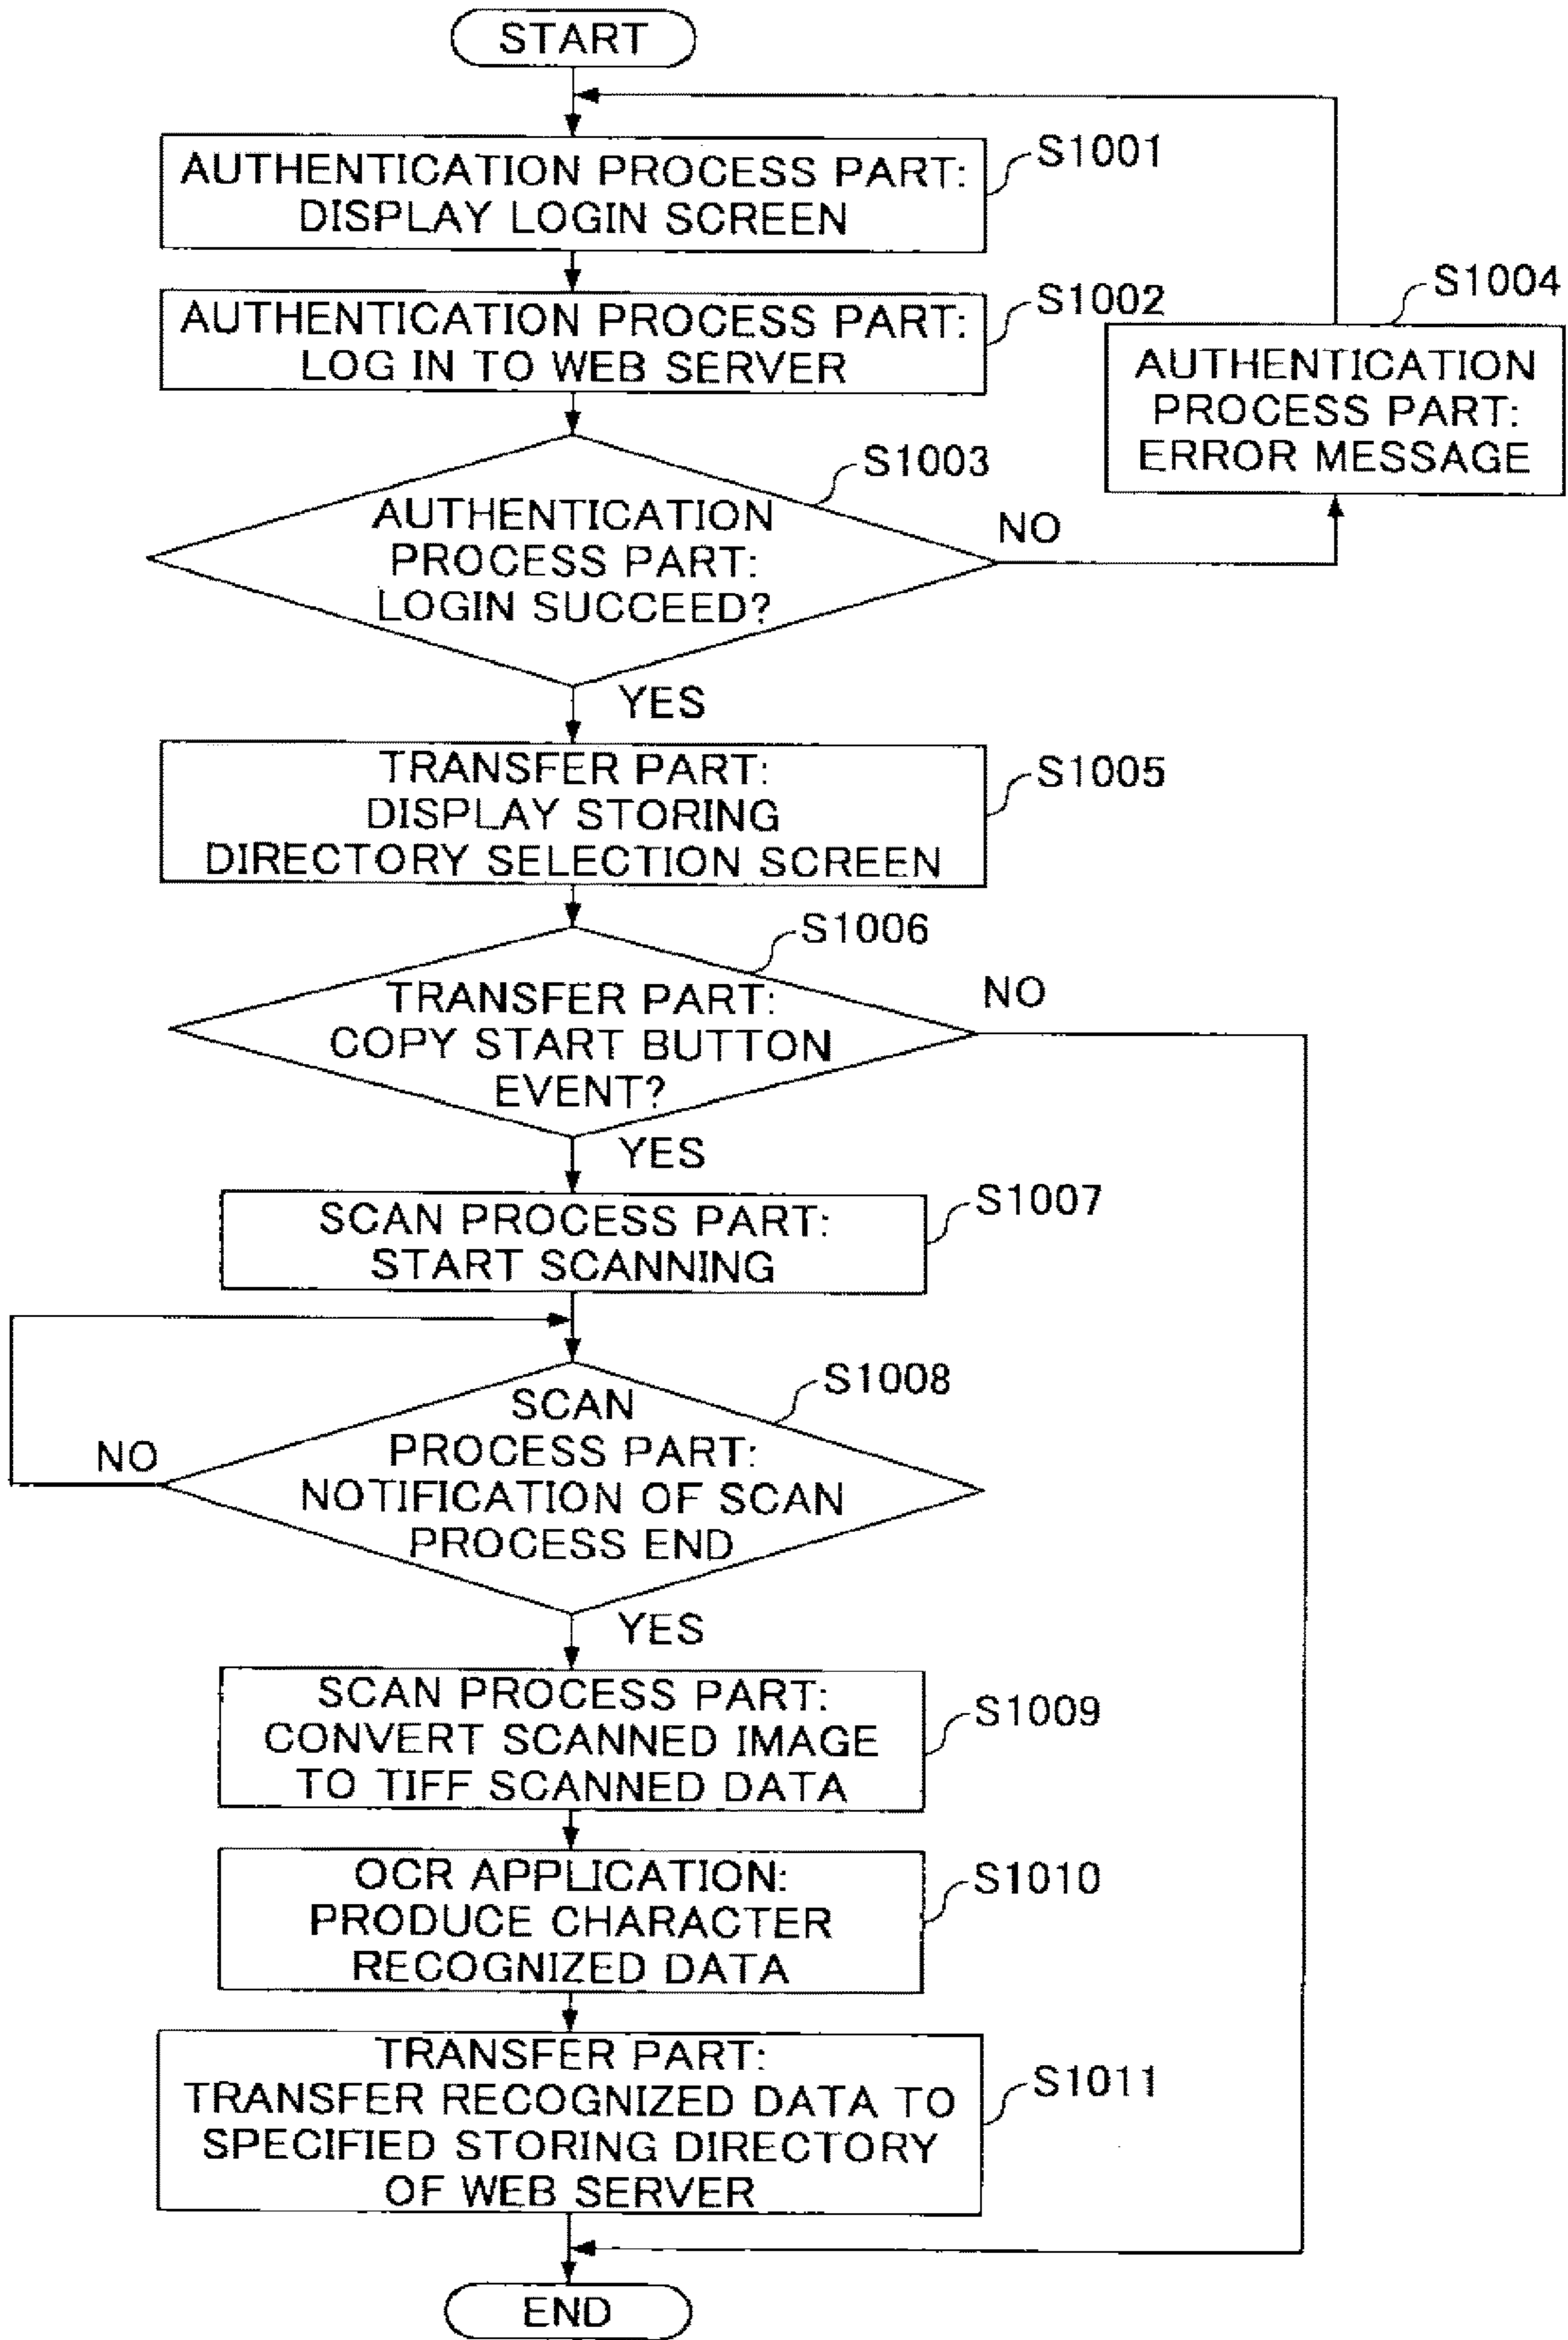 START
AUTHENTICATION PROCESS PART:
DISPLAY LOGIN SCREEN
S1001
AUTHENTICATION PROCESS PART:
LOG IN TO WEB SERVER
S1002
AUTHENTICATION
PROCESS PART:
LOGIN SUCCEED?
S1003
NO
S1004
AUTHENTICATION
PROCESS PART:
ERROR MESSAGE
YES
TRANSFER PART:
DISPLAY STORING
DIRECTORY SELECTION SCREEN
S1005
S1006
TRANSFER PART:
COPY START BUTTON
EVENT?
NO
YES
SCAN PROCESS PART:
START SCANNING
S1007
S1008
SCAN
PROCESS PART:
NOTIFICATION OF SCAN
PROCESS END
NO
YES
SCAN PROCESS PART:
CONVERT SCANNED IMAGE
TO TIFF SCANNED DATA
S1009
OCR APPLICATION:
PRODUCE CHARACTER
RECOGNIZED DATA
S1010
TRANSFER PART:
TRANSFER RECOGNIZED DATA TO
SPECIFIED STORING DIRECTORY
OF WEB SERVER
S1011
END